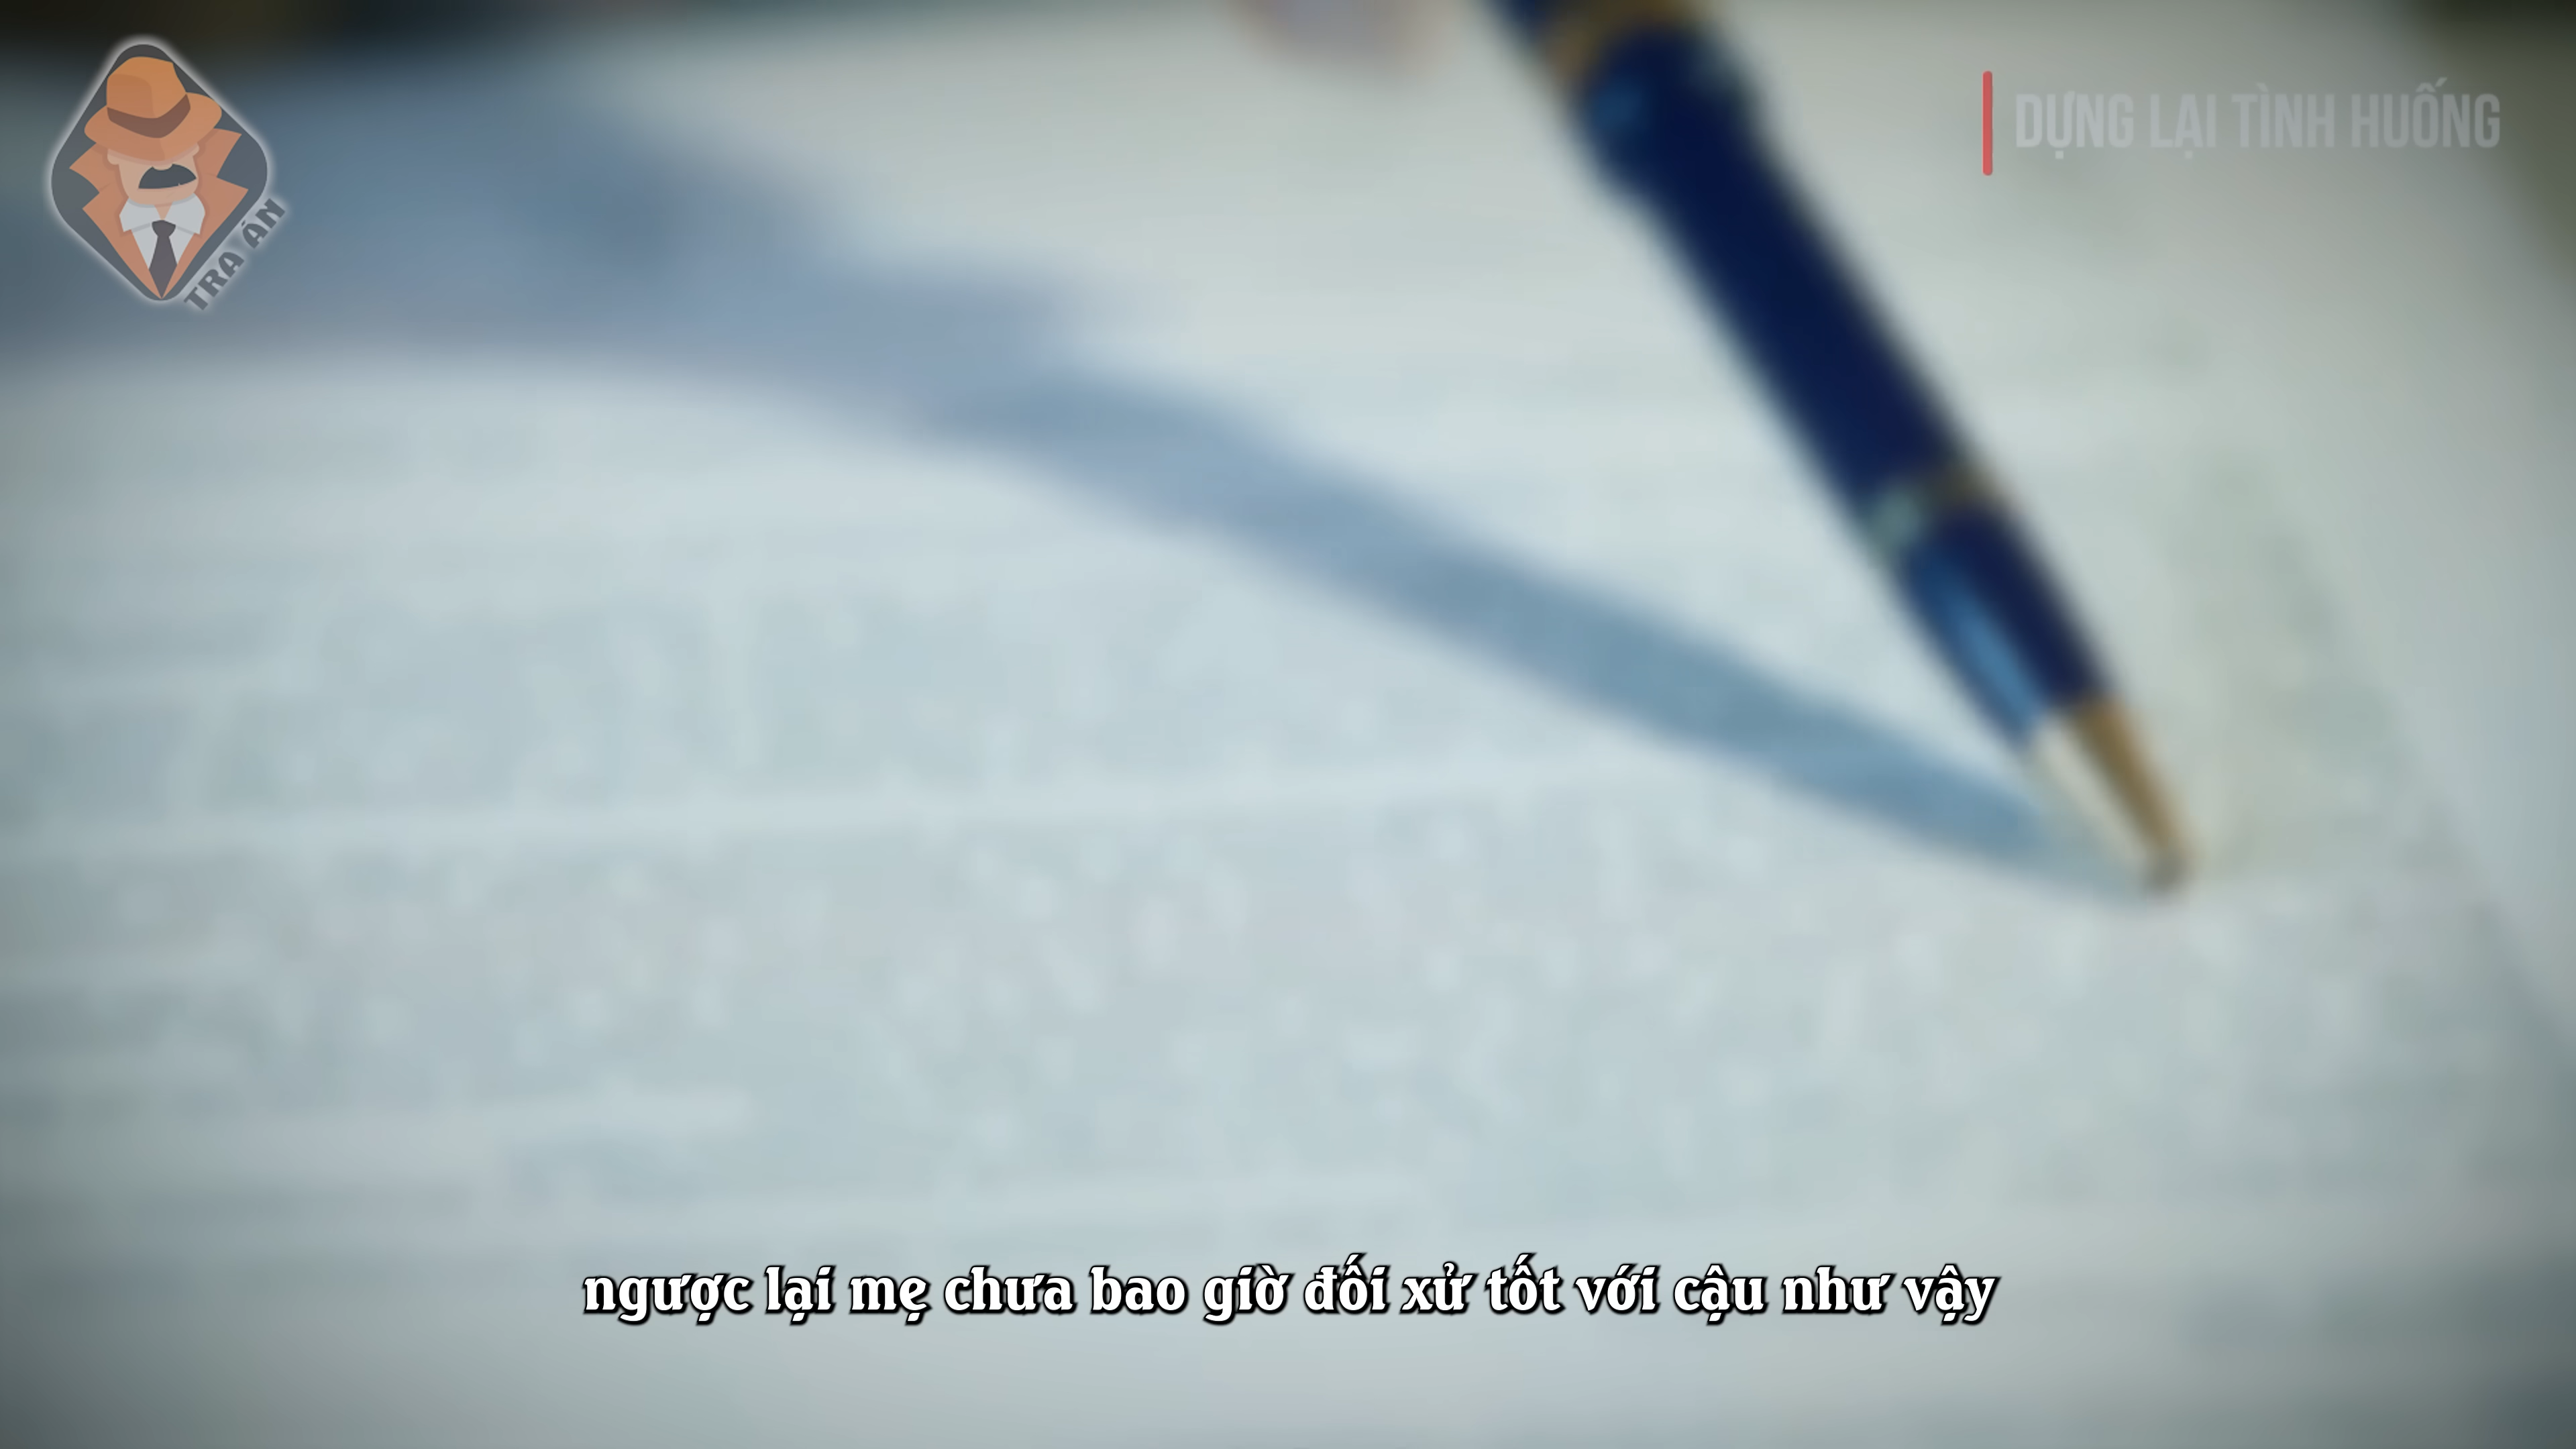 TRA ÁN
DỰNG LẠI TÌNH HUỐNG
ngược lại mẹ chưa bao giờ đối xử tốt với cậu như vậy